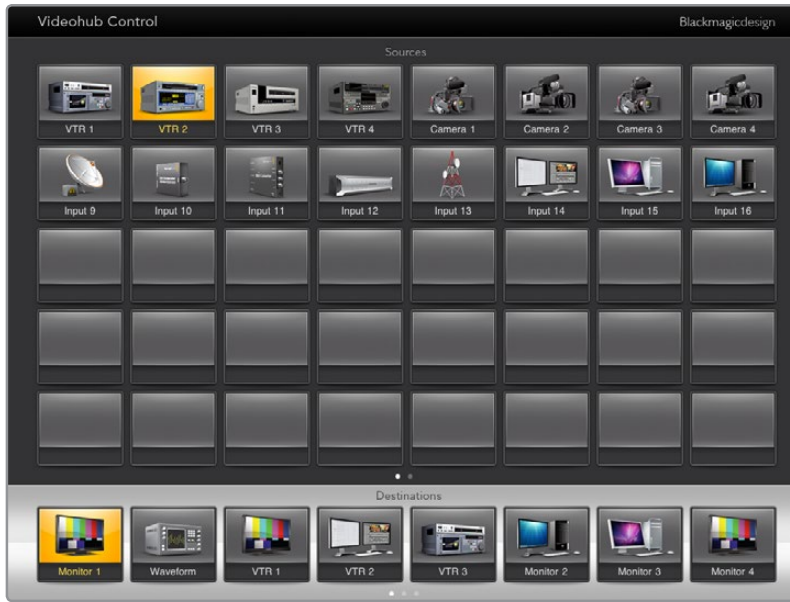 Videohub Control Blackmagicdesign
Sources
VTR 1 VTR 2 VTR 3 VTR 4 Camera 1 Camera 2 Camera 3 Camera 4
Input 9 Input 10 Input 11 Input 12 Input 13 Input 14 Input 15 Input 16
Destinations
Monitor 1 Waveform VTR 1 VTR 2 VTR 3 Monitor 2 Monitor 3 Monitor 4